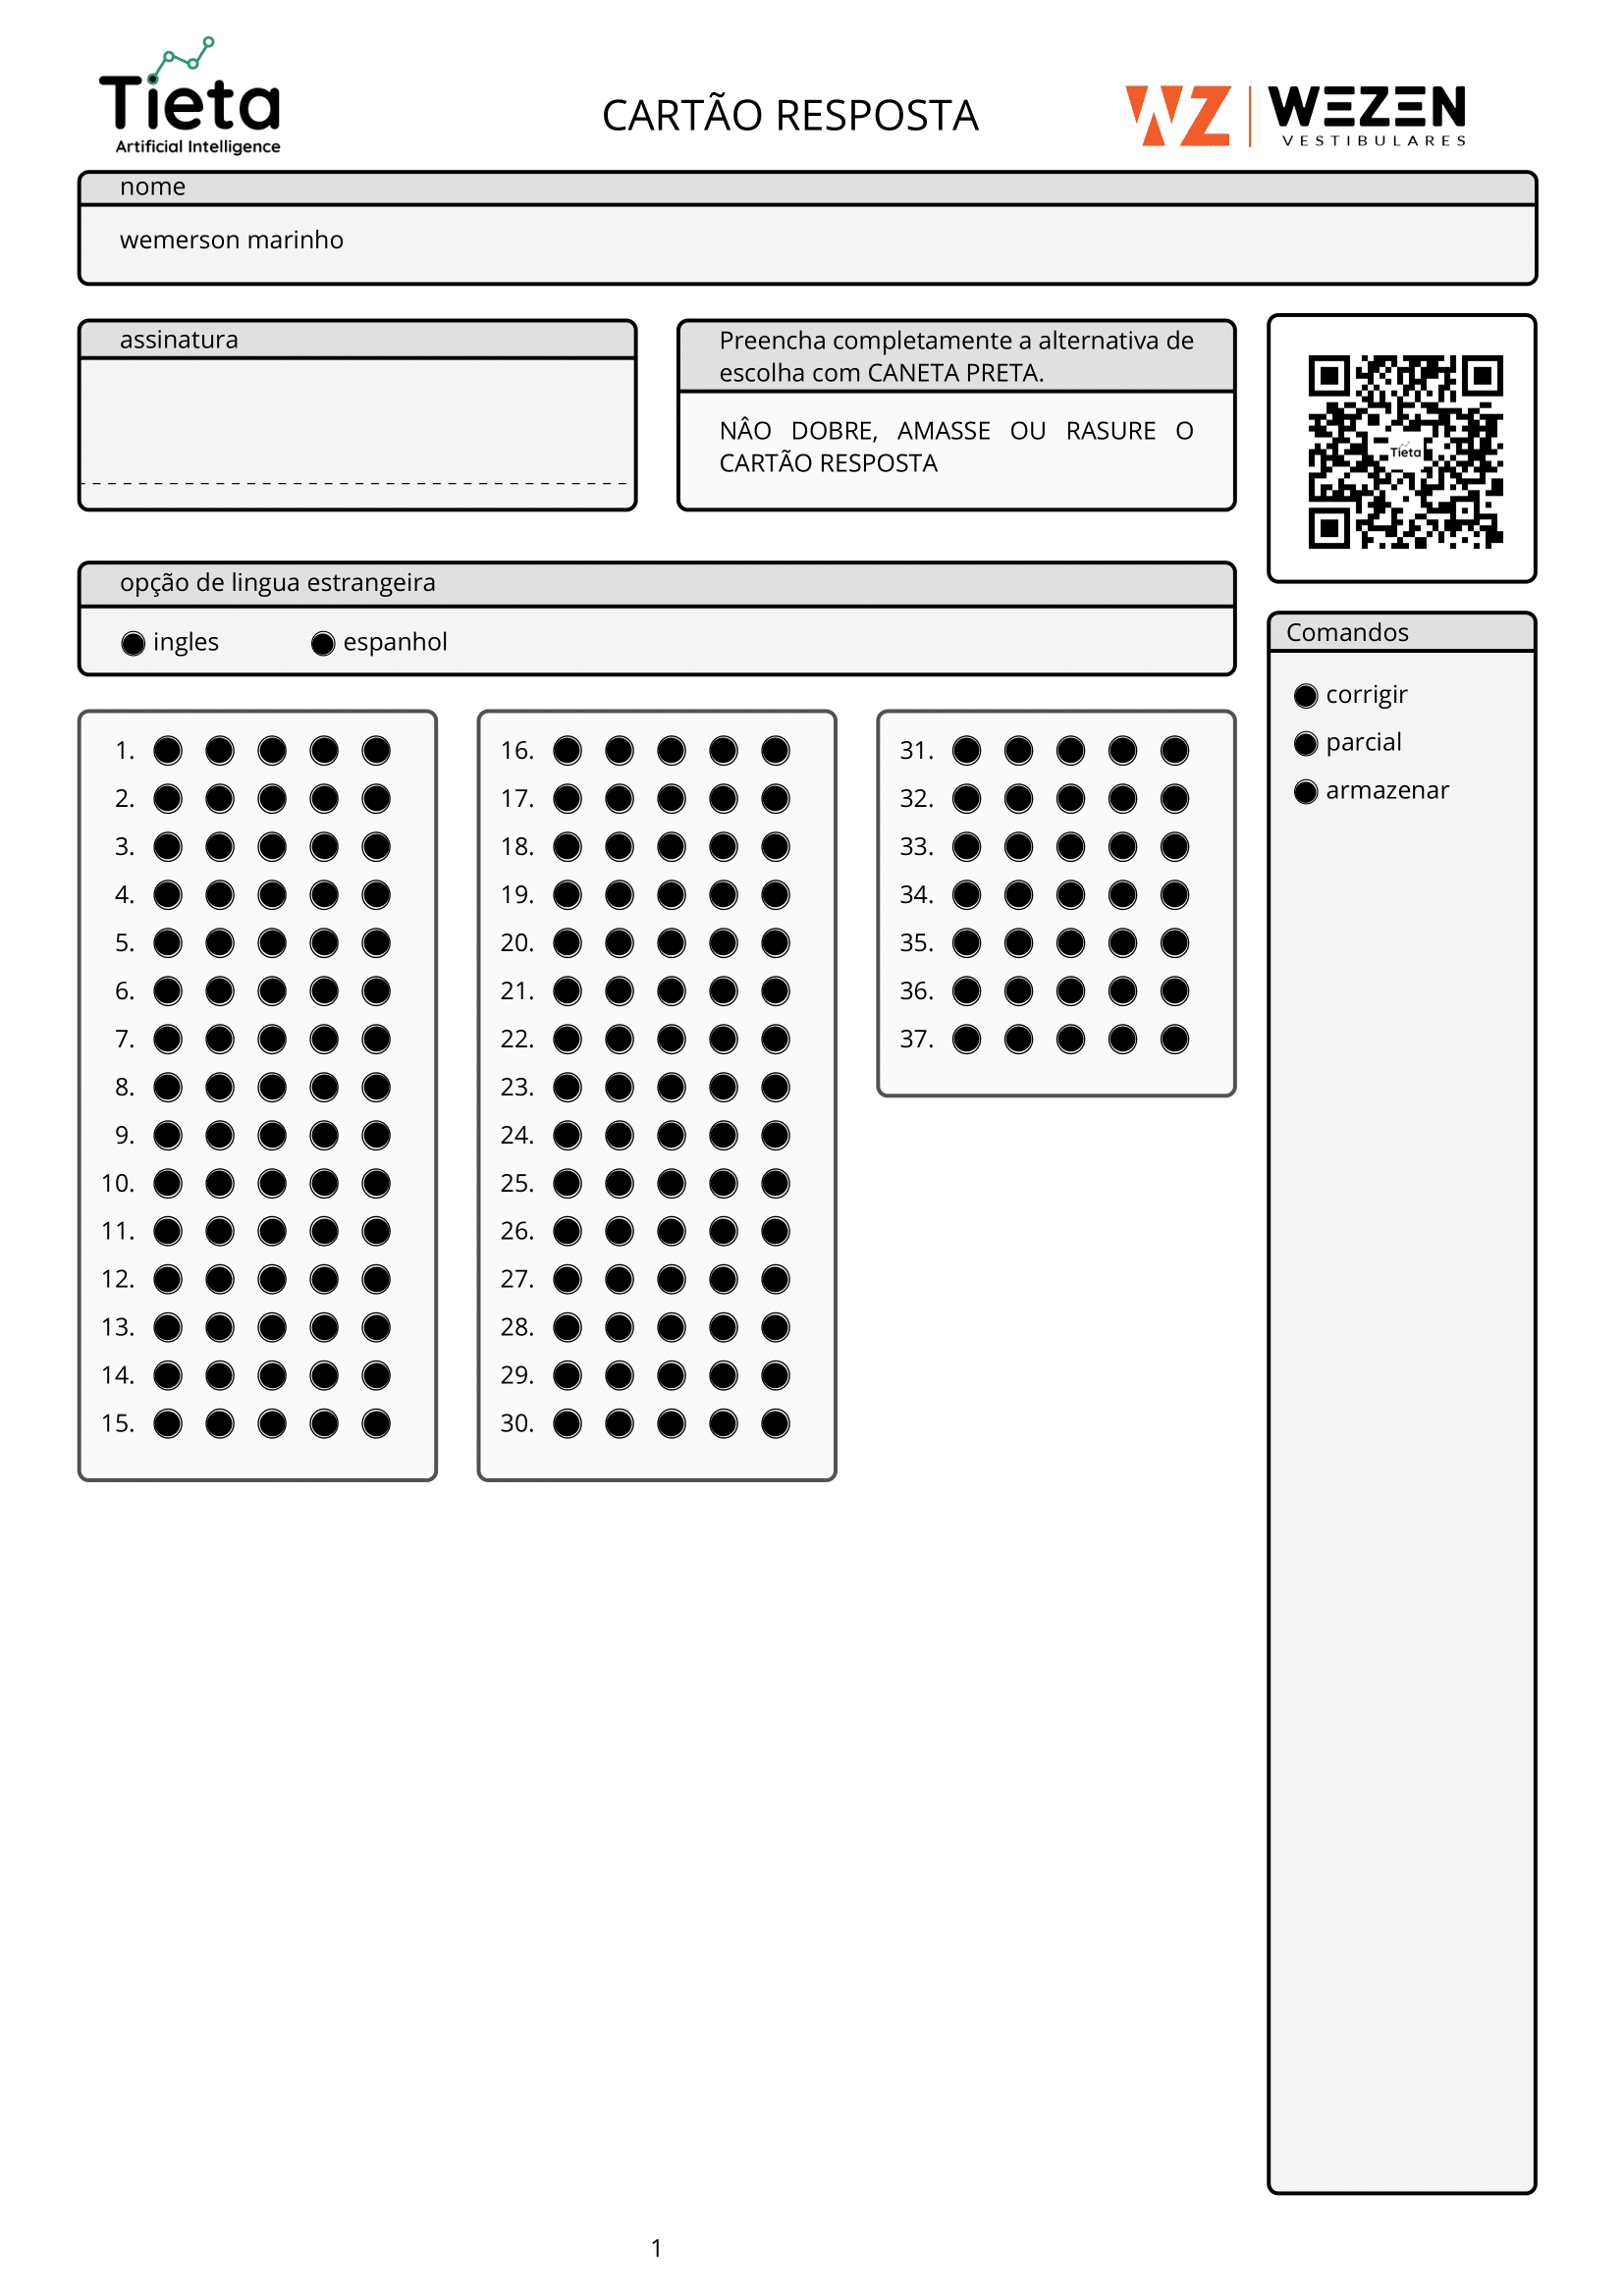 Tieta
Artificial Intelligence
CARTÃO RESPOSTA
WZ WEZEN
VESTIBULARES
nome
wemerson marinho
assinatura
Preencha completamente a alternativa de
escolha com CANETA PRETA.
NÂO DOBRE, AMASSE OU RASURE O
CARTÃO RESPOSTA
Tieta
opção de lingua estrangeira
ingles espanhol
Comandos
corrigir
parcial
armazenar
1.
2.
3.
4.
5.
6.
7.
8.
9.
10.
11.
12.
13.
14.
15.
16.
17.
18.
19.
20.
21.
22.
23.
24.
25.
26.
27.
28.
29.
30.
31.
32.
33.
34.
35.
36.
37.
1